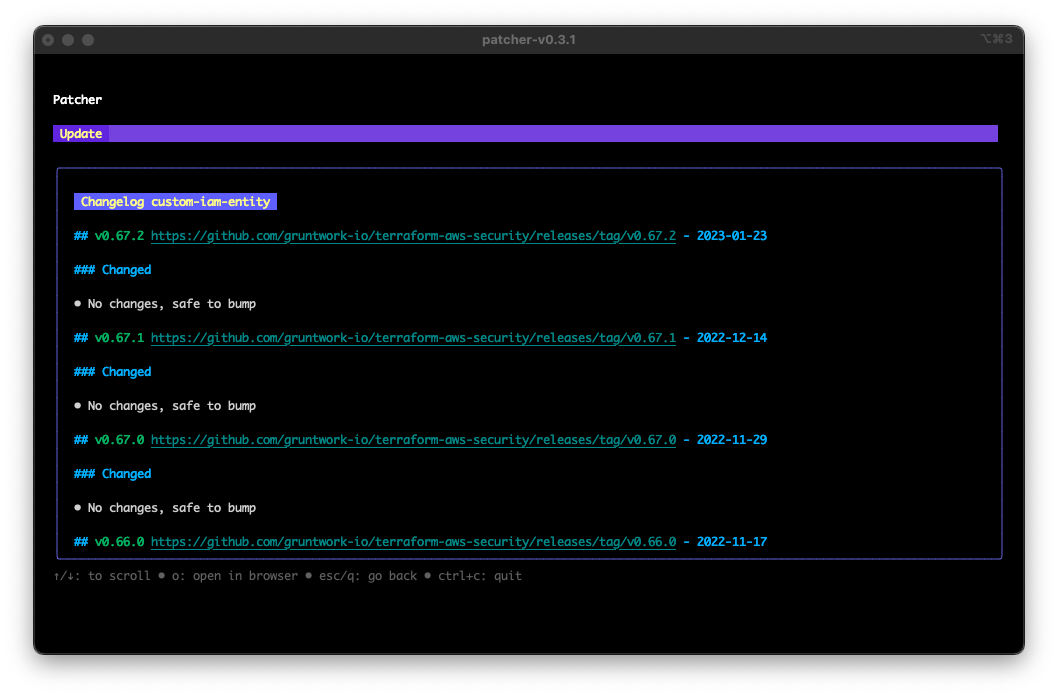 patcher-v0.3.1
⌥⌘3
Patcher
Update
Changelog custom-iam-entity
## v0.67.2 https://github.com/gruntwork-io/terraform-aws-security/releases/tag/v0.67.2 - 2023-01-23
### Changed
• No changes, safe to bump
## v0.67.1 https://github.com/gruntwork-io/terraform-aws-security/releases/tag/v0.67.1 - 2022-12-14
### Changed
• No changes, safe to bump
## v0.67.0 https://github.com/gruntwork-io/terraform-aws-security/releases/tag/v0.67.0 - 2022-11-29
### Changed
• No changes, safe to bump
## v0.66.0 https://github.com/gruntwork-io/terraform-aws-security/releases/tag/v0.66.0 - 2022-11-17
↑/↓: to scroll • o: open in browser • esc/q: go back • ctrl+c: quit